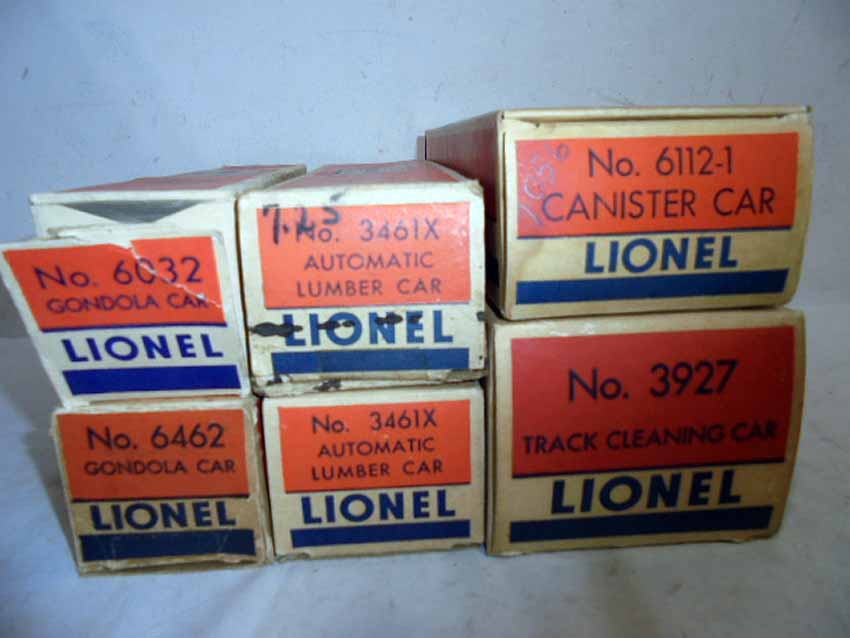 No. 6032
GONDOLA CAR
LIONEL
7.25
No. 3461X
AUTOMATIC
LUMBER CAR
LIONEL
No. 6112-1
CANISTER CAR
LIONEL
No. 6462
GONDOLA CAR
LIONEL
No. 3461X
AUTOMATIC
LUMBER CAR
LIONEL
No. 3927
TRACK CLEANING CAR
LIONEL